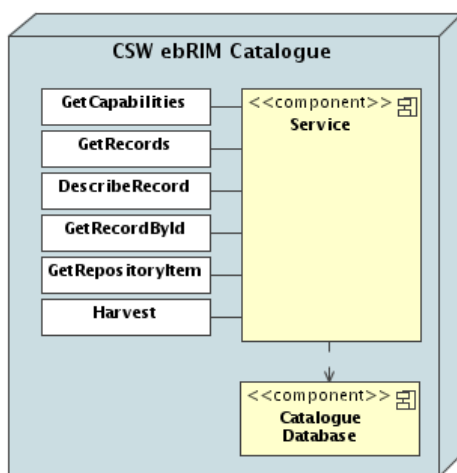 CSW ebRIM Catalogue
GetCapabilities
GetRecords
DescribeRecord
GetRecordById
GetRepositoryItem
Harvest
<<component>>
Service
<<component>>
Catalogue
Database